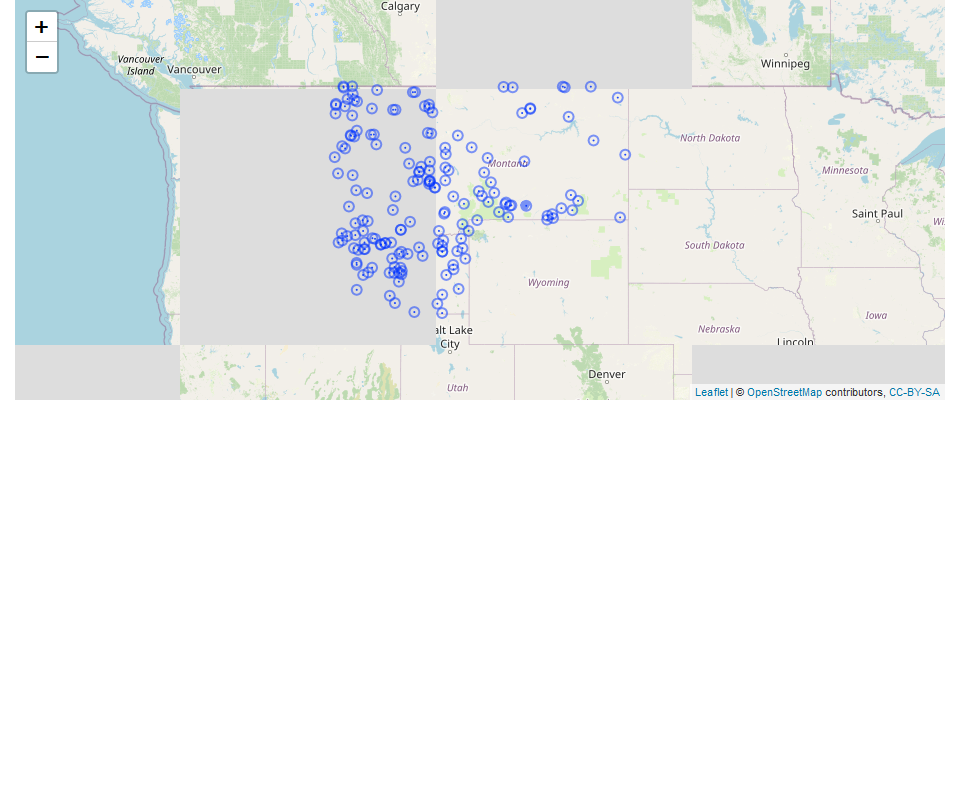 Calgary
+
−
Vancouver
Island
Vancouver
Winnipeg
North Dakota
Montana
Minnesota
Saint Paul
Wi
South Dakota
Wyoming
Iowa
Nebraska
alt Lake
City
Lincoln
Denver
Utah
Leaflet | © OpenStreetMap contributors, CC-BY-SA